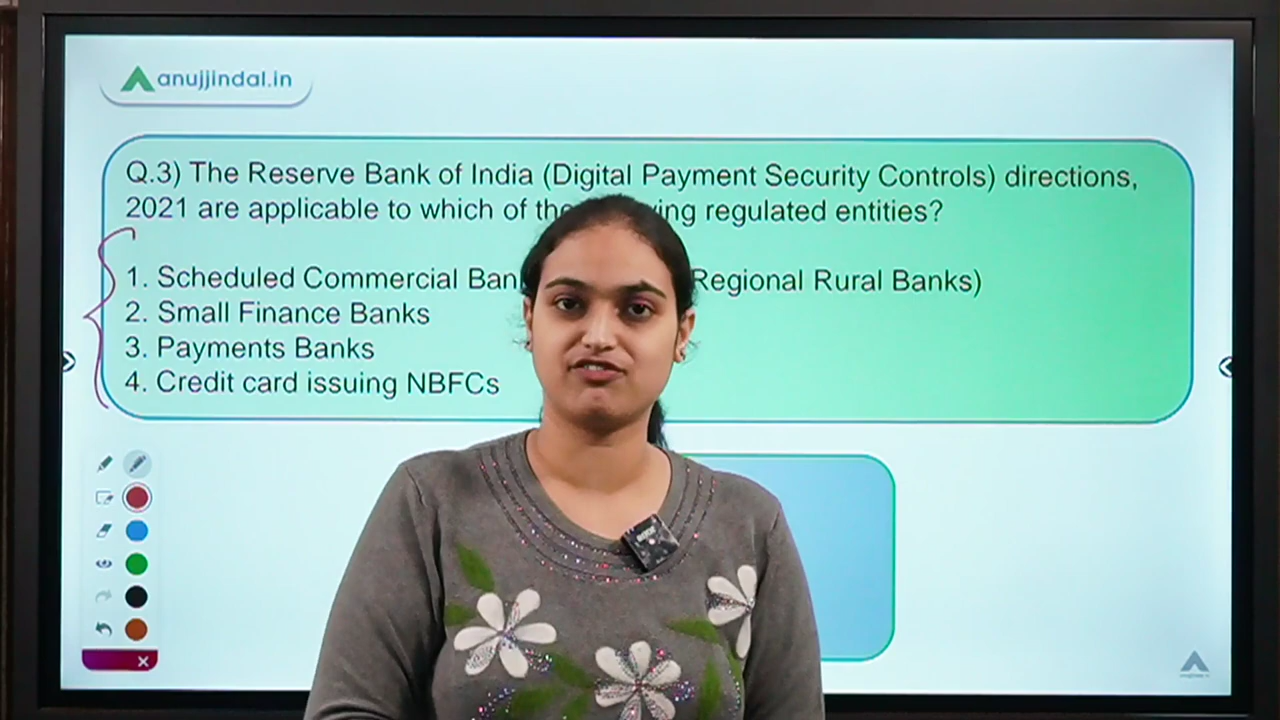 anujjindal.in
Q.3) The Reserve Bank of India (Digital Payment Security Controls) directions,
2021 are applicable to which of the regulated entities?
1. Scheduled Commercial Regional Rural Banks)
2. Small Finance Banks
3. Payments Banks
4. Credit card issuing NBFCs